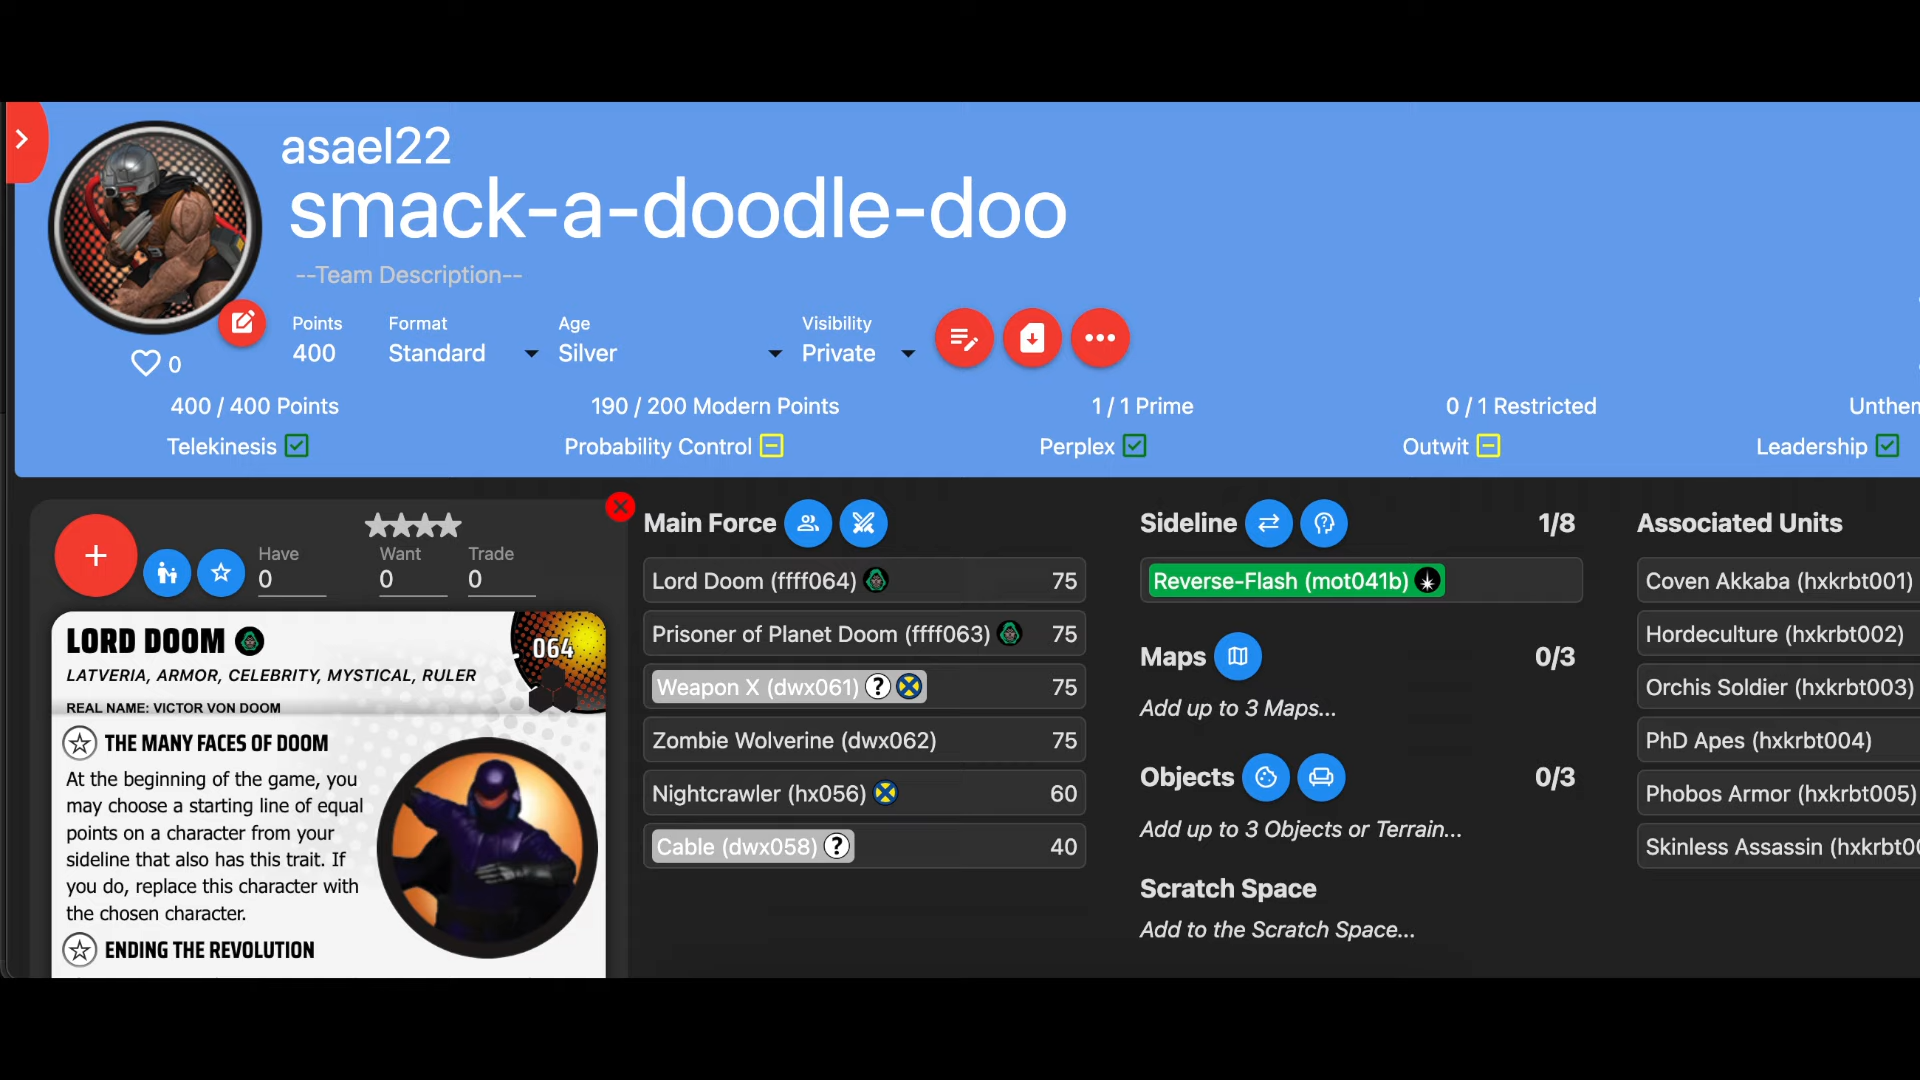 asael22
smack-a-doodle-doo
--Team Description--
Points Format Age Visibility
400 Standard Silver Private
0
400 / 400 Points 190 / 200 Modern Points 1 / 1 Prime 0 / 1 Restricted Unthem
Telekinesis Probability Control Perplex Outwit Leadership
Have Want Trade
0 0 0
LORD DOOM
064
LATVERIA, ARMOR, CELEBRITY, MYSTICAL, RULER
REAL NAME: VICTOR VON DOOM
THE MANY FACES OF DOOM
At the beginning of the game, you
may choose a starting line of equal
points on a character from your
sideline that also has this trait. If
you do, replace this character with
the chosen character.
ENDING THE REVOLUTION
Main Force
Lord Doom (ffff064) 75
Prisoner of Planet Doom (ffff063) 75
Weapon X (dwx061) ? 75
Zombie Wolverine (dwx062) 75
Nightcrawler (hx056) 60
Cable (dwx058) ? 40
Sideline 1/8
Reverse-Flash (mot041b)
Maps 0/3
Add up to 3 Maps...
Objects 0/3
Add up to 3 Objects or Terrain...
Scratch Space
Add to the Scratch Space...
Associated Units
Coven Akkaba (hxkrbt001)
Hordeculture (hxkrbt002)
Orchis Soldier (hxkrbt003)
PhD Apes (hxkrbt004)
Phobos Armor (hxkrbt005)
Skinless Assassin (hxkrbt00